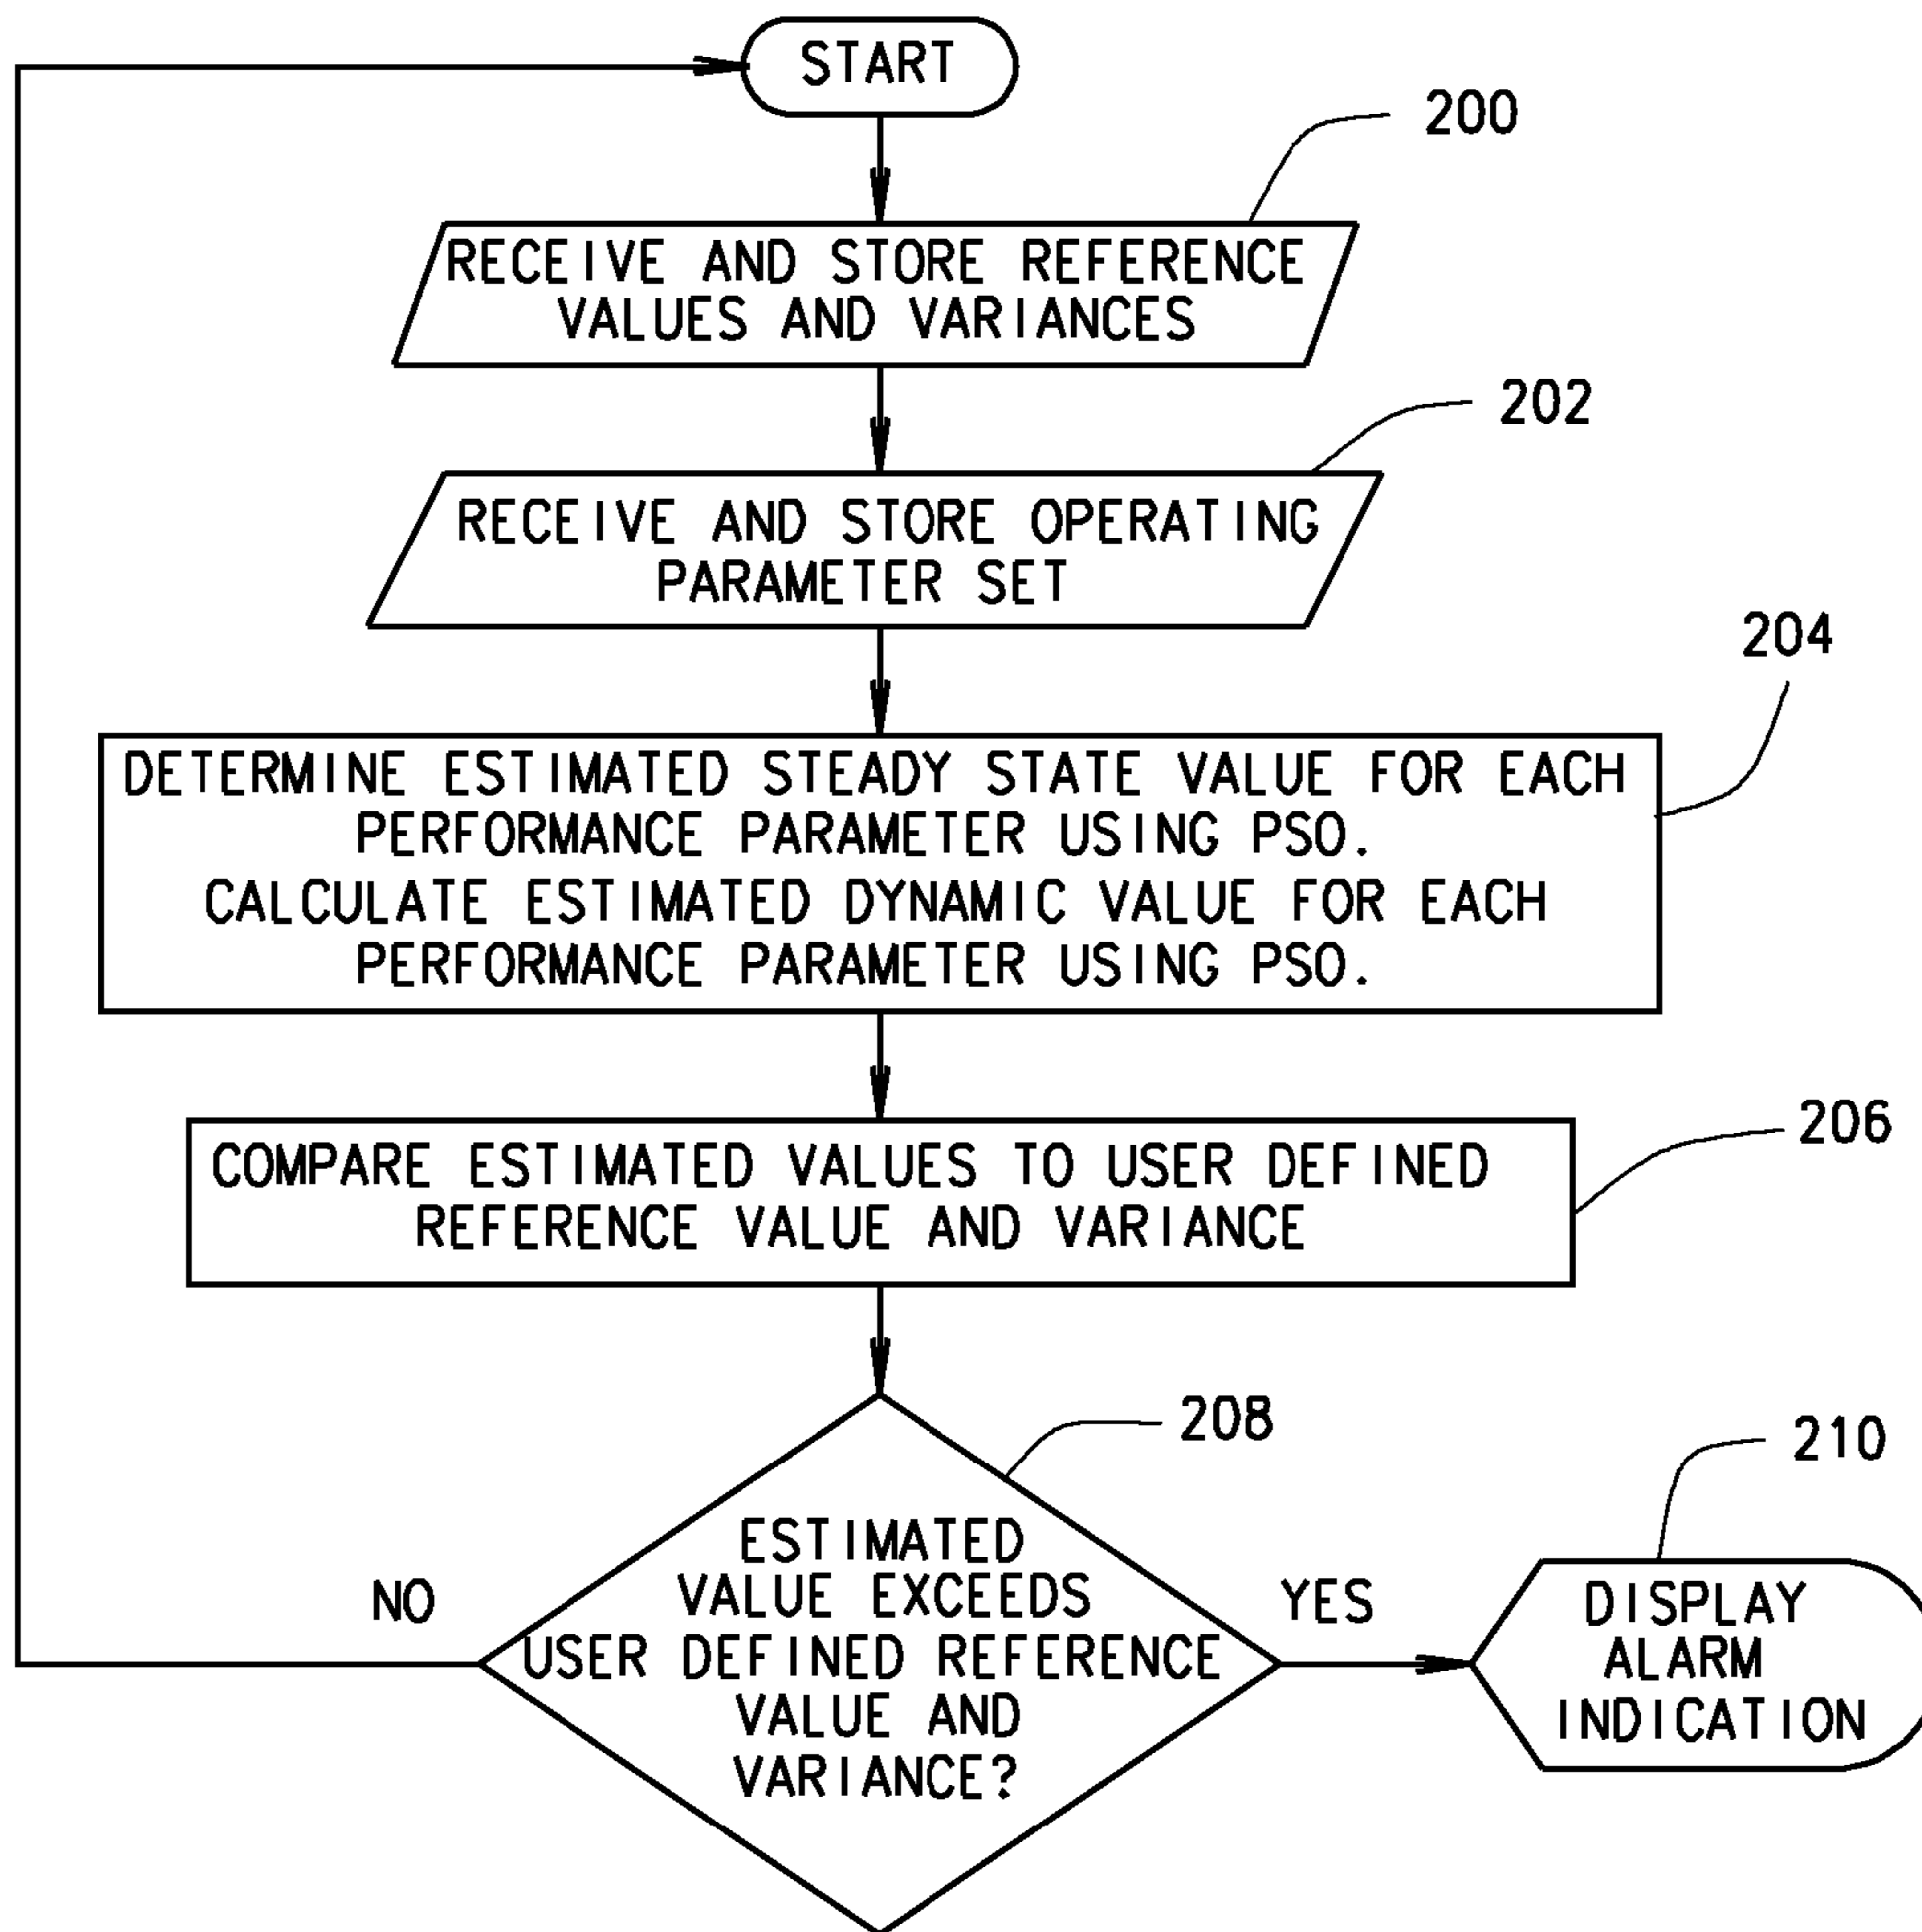 START
200
RECEIVE AND STORE REFERENCE
VALUES AND VARIANCES
202
RECEIVE AND STORE OPERATING
PARAMETER SET
204
DETERMINE ESTIMATED STEADY STATE VALUE FOR EACH
PERFORMANCE PARAMETER USING PSO.
CALCULATE ESTIMATED DYNAMIC VALUE FOR EACH
PERFORMANCE PARAMETER USING PSO.
206
COMPARE ESTIMATED VALUES TO USER DEFINED
REFERENCE VALUE AND VARIANCE
208
ESTIMATED
VALUE EXCEEDS
USER DEFINED REFERENCE
VALUE AND
VARIANCE?
NO
YES
210
DISPLAY
ALARM
INDICATION